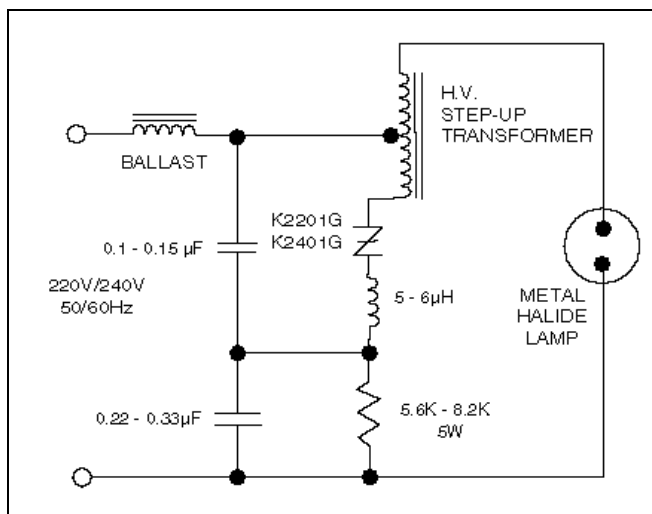 H.V.
STEP-UP
TRANSFORMER
BALLAST
K2201G
K2401G
0.1 - 0.15 µF
220V/240V
50/60Hz
5 - 6µH
METAL
HALIDE
LAMP
0.22 - 0.33µF
5.6K - 8.2K
5W